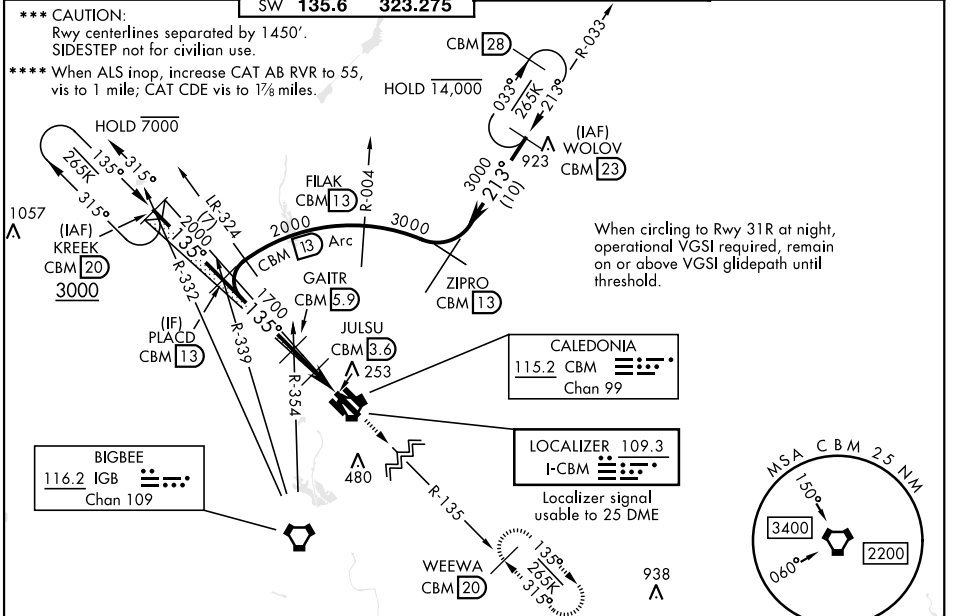 SW 135.6 323.275
*** CAUTION:
Rwy centerlines separated by 1450'.
SIDESTEP not for civilian use.
**** When ALS inop, increase CAT AB RVR to 55,
vis to 1 mile; CAT CDE vis to 1⅞ miles.
CBM 28
R-033
HOLD 14,000
033°
265K
213°
(IAF)
WOLOV
CBM 23
923
3000
213°
(10)
HOLD 7000
265K
135°
315°
315°
1057
(IAF)
KREEK
CBM 20
3000
LR-324
2000
(7)
135°
R-332
FILAK
CBM 13
R-004
2000
3000
CBM 13 Arc
ZIPRO
CBM 13
When circling to Rwy 31R at night,
operational VGSI required, remain
on or above VGSI glidepath until
threshold.
GAITR
CBM 5.9
1700
135°
(IF)
PLACD
CBM 13
R-339
R-354
JULSU
CBM 3.6
253
CALEDONIA
115.2 CBM
Chan 99
LOCALIZER 109.3
I-CBM
Localizer signal
usable to 25 DME
BIGBEE
116.2 IGB
Chan 109
480
R-135
WEEWA
CBM 20
135°
265K
315°
938
MSA CBM 25 NM
150°
3400
060°
2200